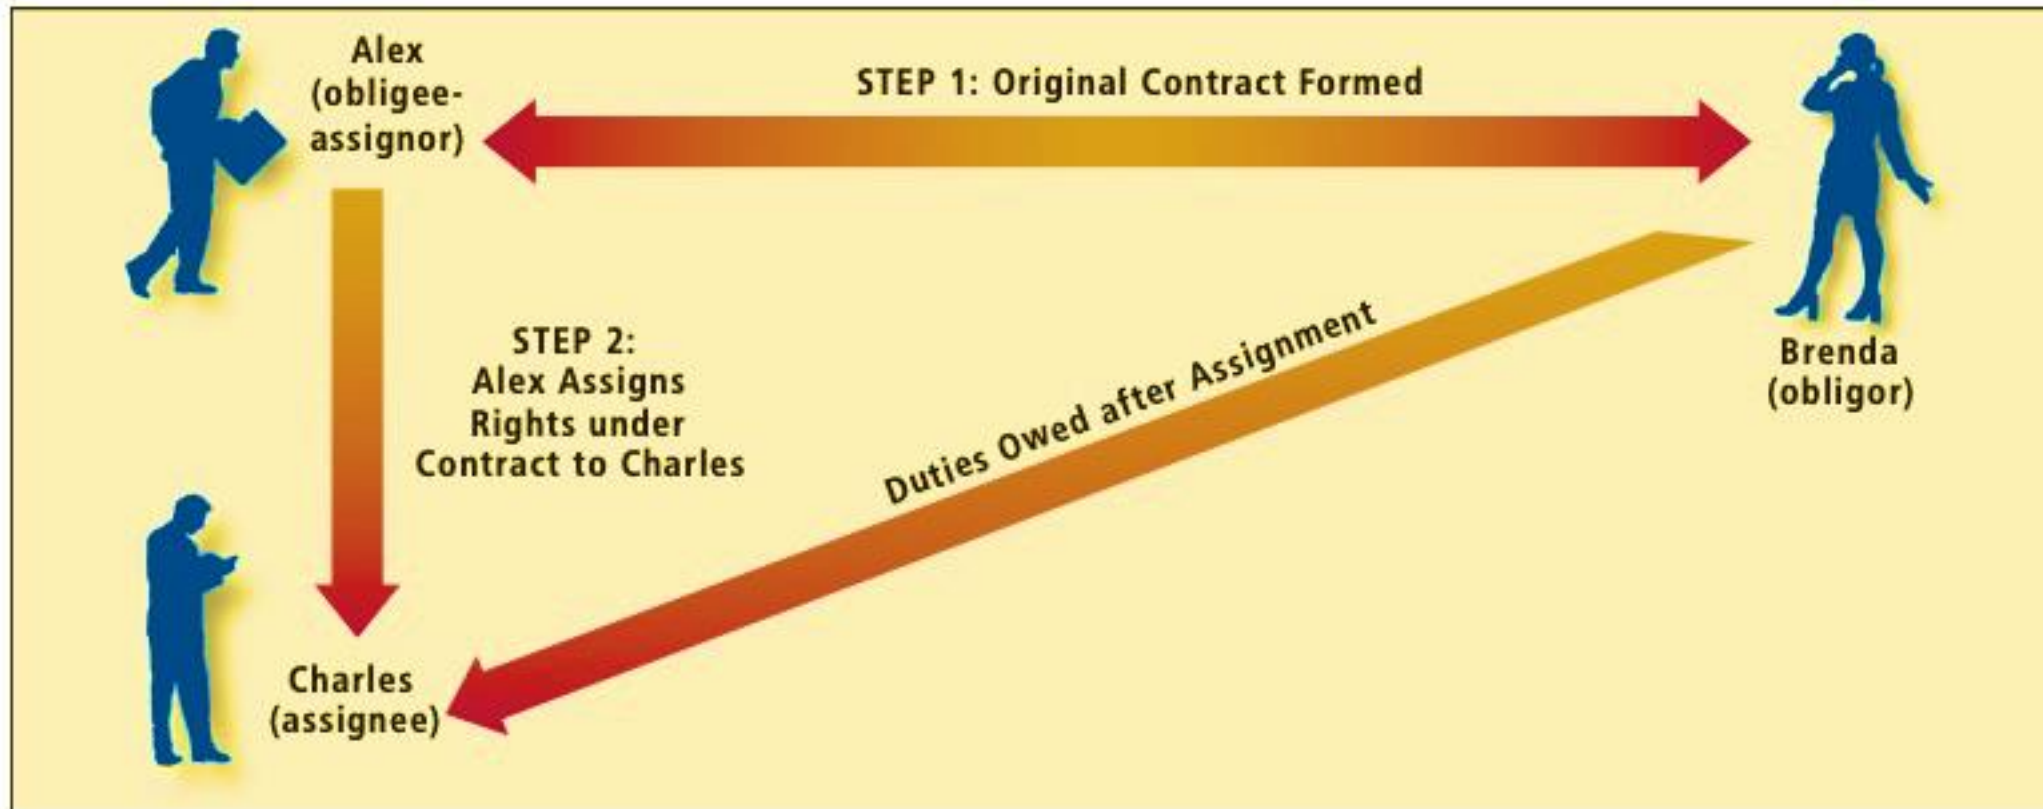 Alex
(obligee-
assignor)
STEP 1: Original Contract Formed
Brenda
(obligor)
STEP 2:
Alex Assigns
Rights under
Contract to Charles
Duties Owed after Assignment
Charles
(assignee)